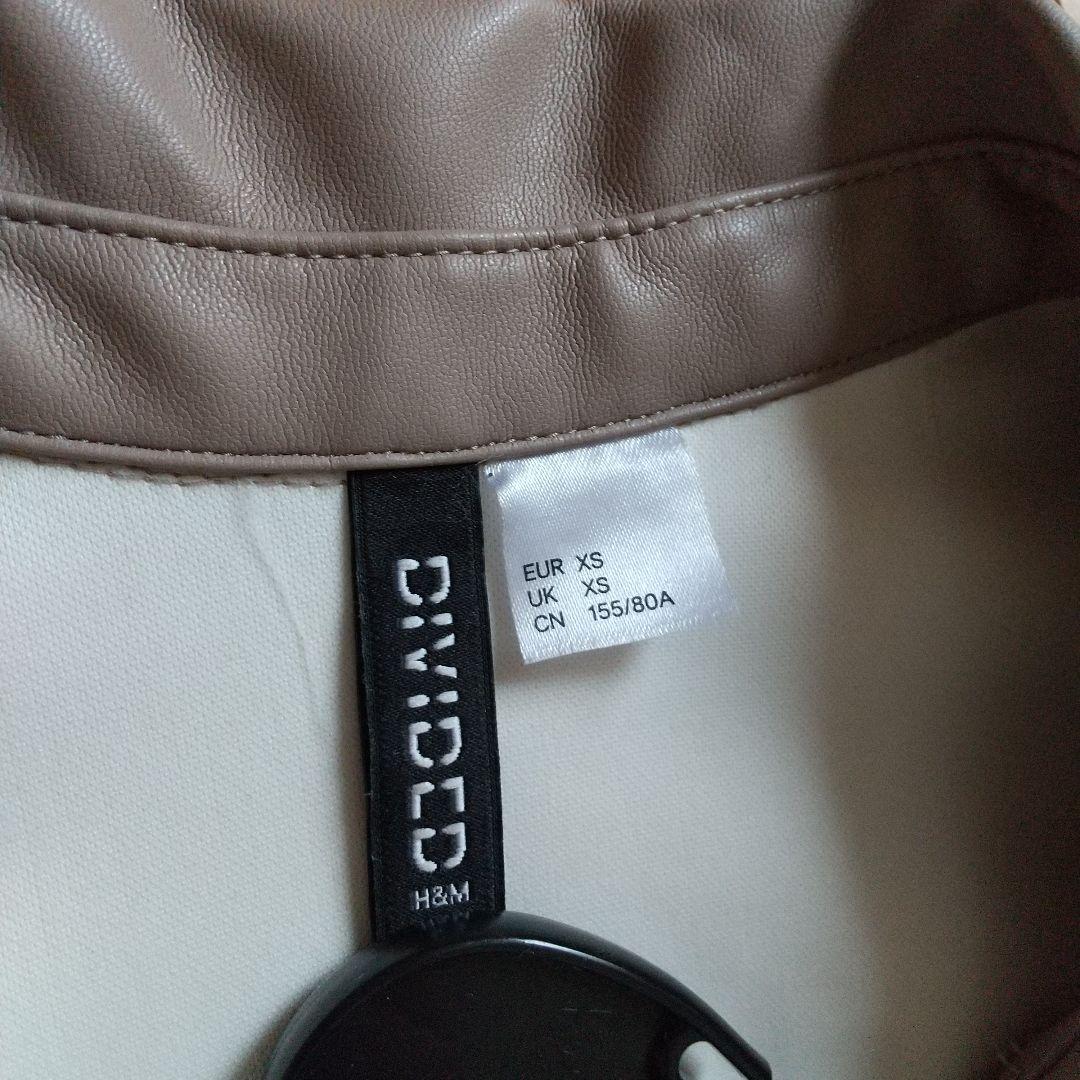 DIVIDED
H&M
EUR XS
UK XS
CN 155/80A